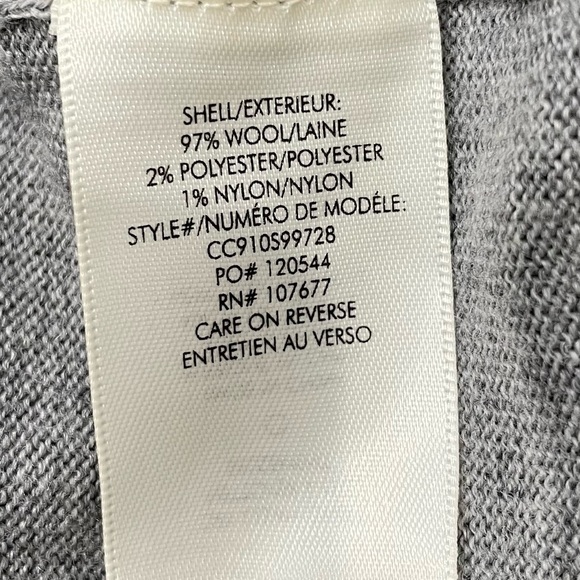 SHELL/EXTERIEUR:
97% WOOL/LAINE
2% POLYESTER/POLYESTER
1% NYLON/NYLON
STYLE#/NUMÉRO DE MODÉLE:
CC910S99728
PO# 120544
RN# 107677
CARE ON REVERSE
ENTRETIEN AU VERSO